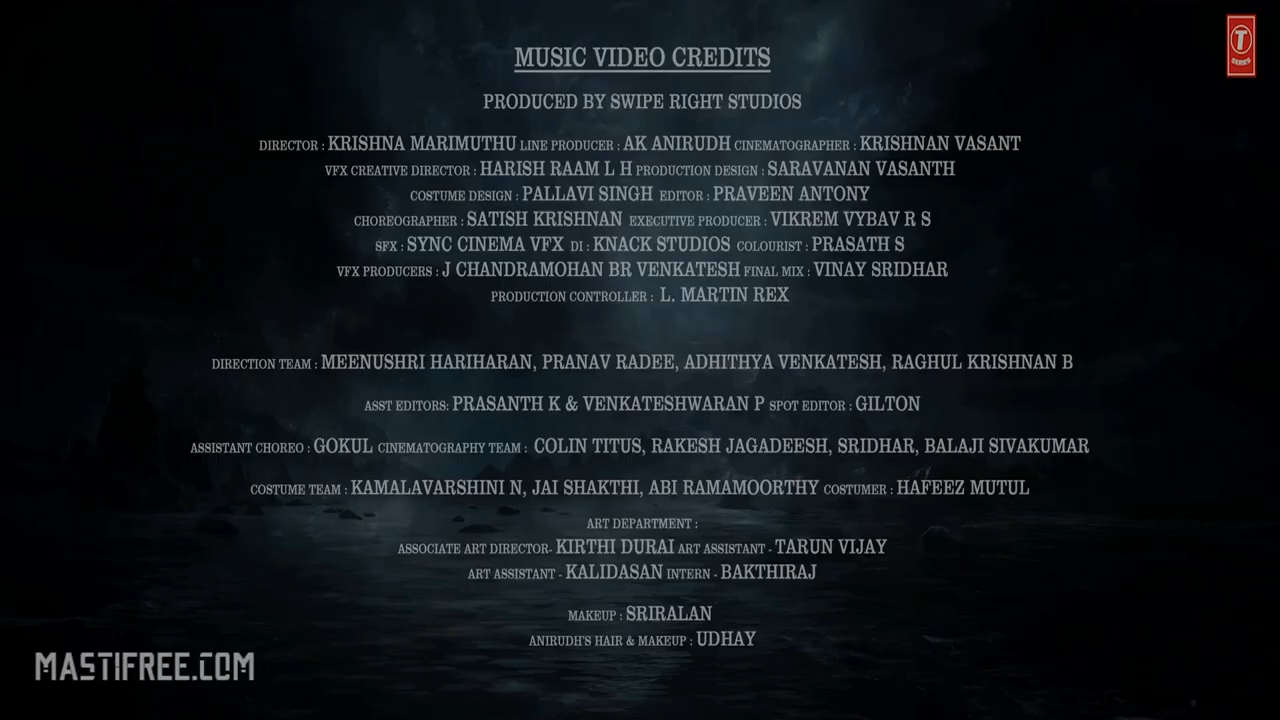 MUSIC VIDEO CREDITS
T
SERIES
PRODUCED BY SWIPE RIGHT STUDIOS
DIRECTOR : KRISHNA MARIMUTHU LINE PRODUCER : AK ANIRUDH CINEMATOGRAPHER : KRISHNAN VASANT
VFX CREATIVE DIRECTOR : HARISH RAAM L H PRODUCTION DESIGN : SARAVANAN VASANTH
COSTUME DESIGN : PALLAVI SINGH EDITOR : PRAVEEN ANTONY
CHOREOGRAPHER : SATISH KRISHNAN EXECUTIVE PRODUCER : VIKREM VYBAV R S
SFX : SYNC CINEMA VFX DI : KNACK STUDIOS COLOURIST : PRASATH S
VFX PRODUCERS : J CHANDRAMOHAN BR VENKATESH FINAL MIX : VINAY SRIDHAR
PRODUCTION CONTROLLER : L. MARTIN REX
DIRECTION TEAM : MEENUSHRI HARIHARAN, PRANAV RADEE, ADHITHYA VENKATESH, RAGHUL KRISHNAN B
ASST EDITORS: PRASANTH K & VENKATESHWARAN P SPOT EDITOR : GILTON
ASSISTANT CHOREO : GOKUL CINEMATOGRAPHY TEAM : COLIN TITUS, RAKESH JAGADEESH, SRIDHAR, BALAJI SIVAKUMAR
COSTUME TEAM : KAMALAVARSHINI N, JAI SHAKTHI, ABI RAMAMOORTHY COSTUMER : HAFEEZ MUTUL
ART DEPARTMENT :
ASSOCIATE ART DIRECTOR- KIRTHI DURAI ART ASSISTANT - TARUN VIJAY
ART ASSISTANT - KALIDASAN INTERN - BAKTHIRAJ
MAKEUP : SRIRALAN
ANIRUDH'S HAIR & MAKEUP : UDHAY
MASTIFREE.COM